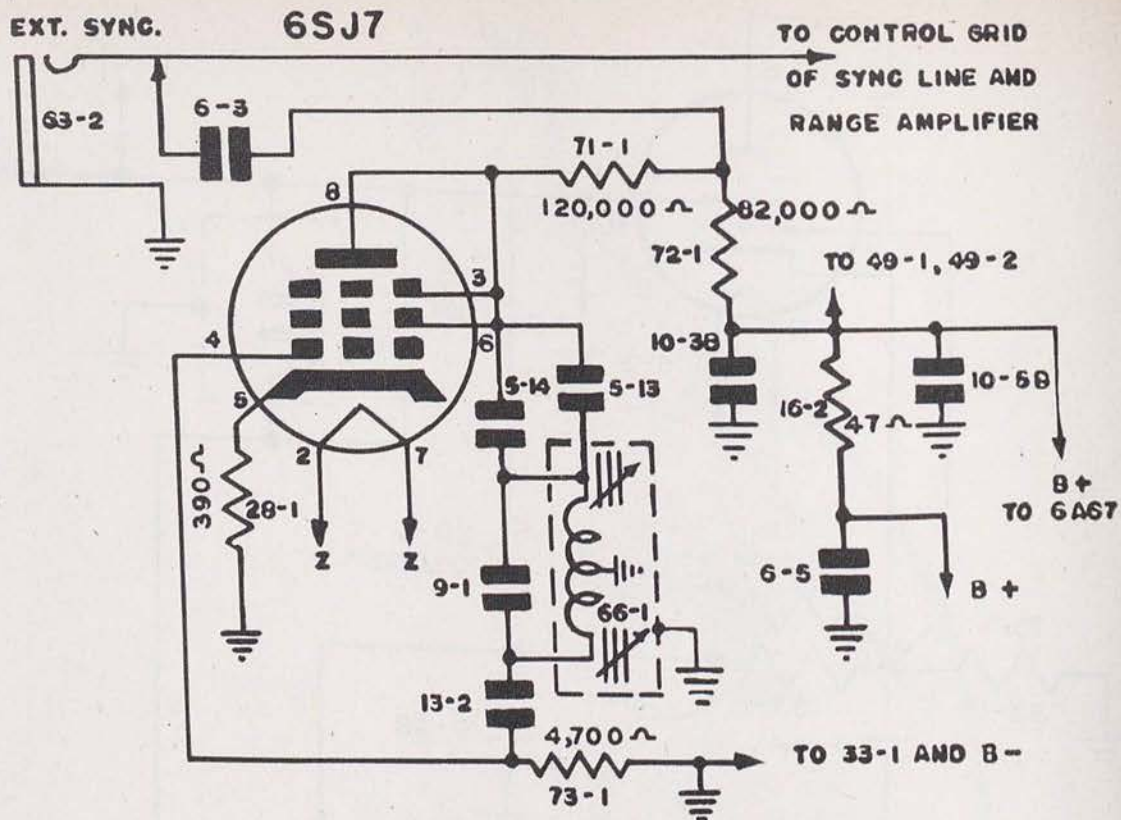 EXT. SYNC.
6SJ7
TO CONTROL GRID
OF SYNC LINE AND
RANGE AMPLIFIER
63-2
6-3
71-1
120,000 Ω
82,000 Ω
72-1
TO 49-1, 49-2
8
3
4
6
5
2
7
5-14
5-13
10-38
10-58
16-2
47 Ω
390 Ω
28-1
Z
Z
B+
TO 6AG7
9-1
66-1
6-5
B +
13-2
4,700 Ω
73-1
TO 33-1 AND B-